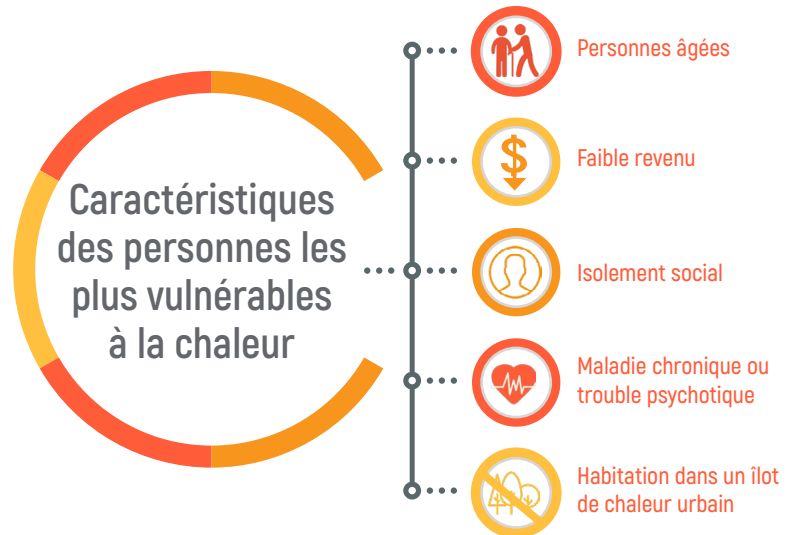 Caractéristiques
des personnes les
plus vulnérables
à la chaleur
Personnes âgées
$
Faible revenu
Isolement social
Maladie chronique ou
trouble psychotique
Habitation dans un îlot
de chaleur urbain